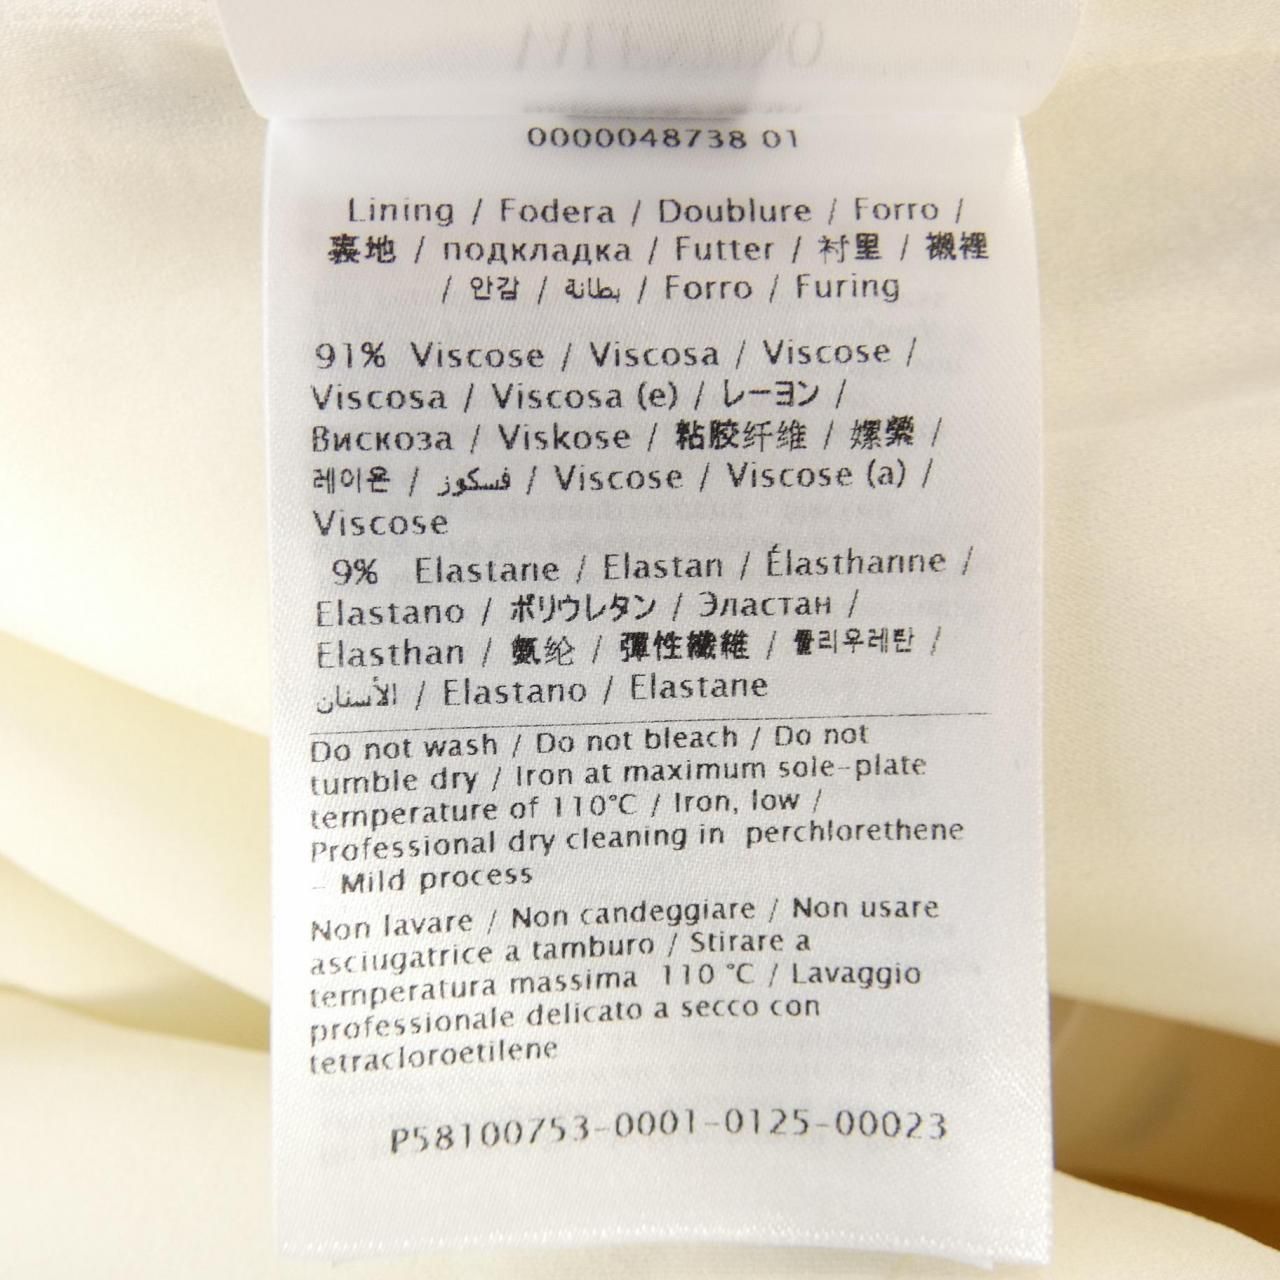 0000048738 01
Lining / Fodera / Doublure / Forro /
裏地 / подкладка / Futter / 衬里 / 襯裡
/ 안감 / بطانة / Forro / Furing
91% Viscose / Viscosa / Viscose /
Viscosa / Viscosa (e) / レーヨン /
Вискоза / Viskose / 粘胶纤维 / 嫘縈 /
레이온 / فسكوز / Viscose / Viscose (a) /
Viscose
9% Elastane / Elastan / Élasthanne /
Elastano / ポリウレタン / Эластан /
Elasthan / 氨纶 / 彈性纖維 / 폴리우레탄 /
الأستان / Elastano / Elastane
Do not wash / Do not bleach / Do not
tumble dry / Iron at maximum sole-plate
temperature of 110°C / Iron, low /
Professional dry cleaning in perchlorethene
- Mild process
Non lavare / Non candeggiare / Non usare
asciugatrice a tamburo / Stirare a
temperatura massima 110 °C / Lavaggio
professionale delicato a secco con
tetracloroetilene
P58100753-0001-0125-00023